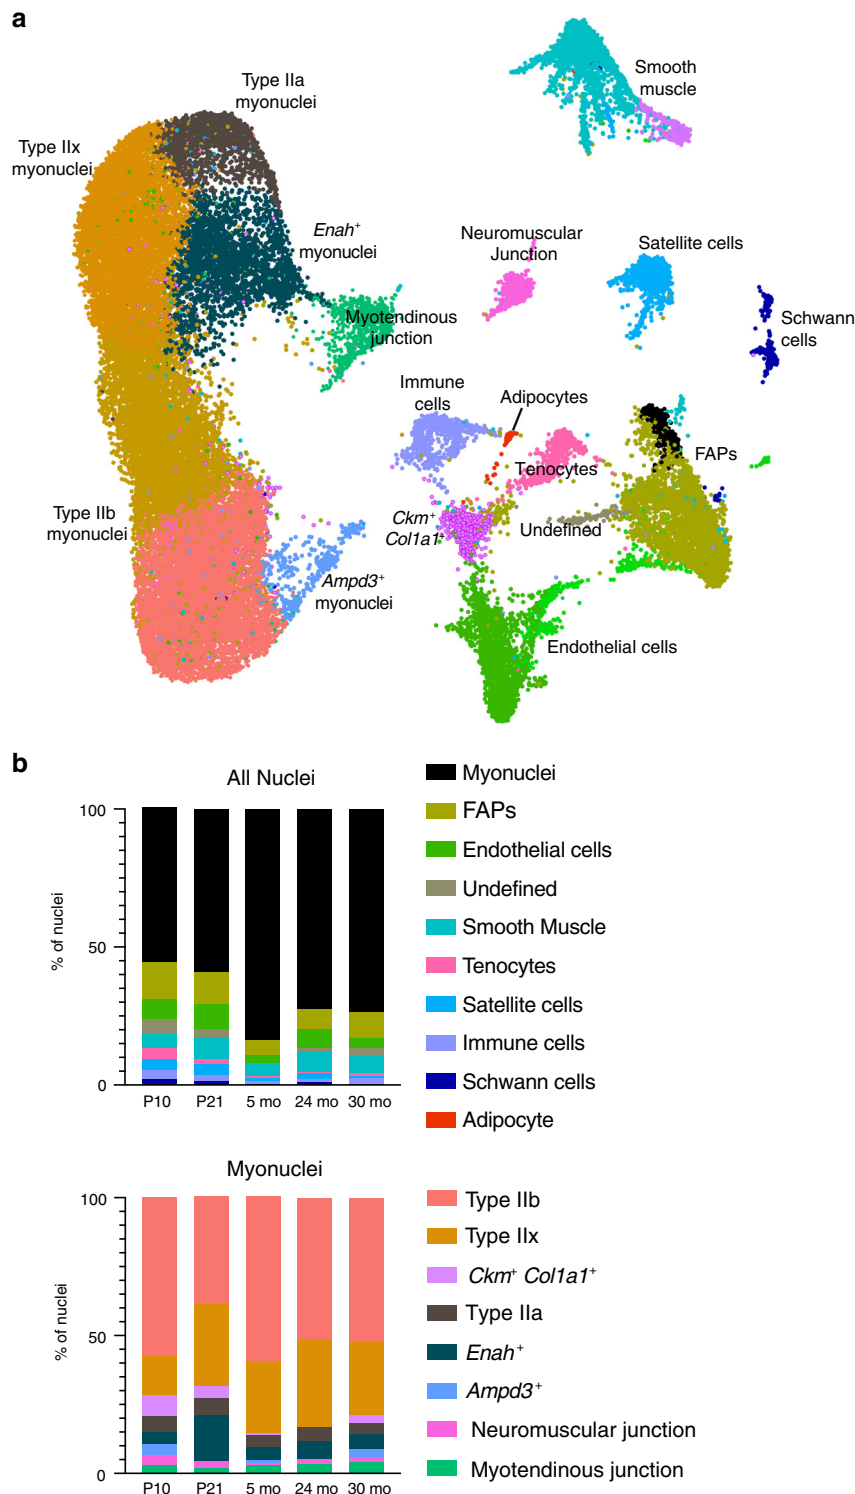 a
Type IIa
myonuclei
Smooth
muscle
Type IIx
myonuclei
Enah+
myonuclei
Neuromuscular
Junction
Satellite cells
Myotendinous
junction
Schwann
cells
Immune
cells
Adipocytes
FAPs
Tenocytes
Type IIb
myonuclei
Ckm+
Col1a1+
Undefined
Ampd3+
myonuclei
Endothelial cells
b
All Nuclei
% of nuclei
100
50
0
P10 P21 5 mo 24 mo 30 mo
Myonuclei
FAPs
Endothelial cells
Undefined
Smooth Muscle
Tenocytes
Satellite cells
Immune cells
Schwann cells
Adipocyte
Myonuclei
% of nuclei
100
50
0
P10 P21 5 mo 24 mo 30 mo
Type IIb
Type IIx
Ckm+ Col1a1+
Type IIa
Enah+
Ampd3+
Neuromuscular junction
Myotendinous junction